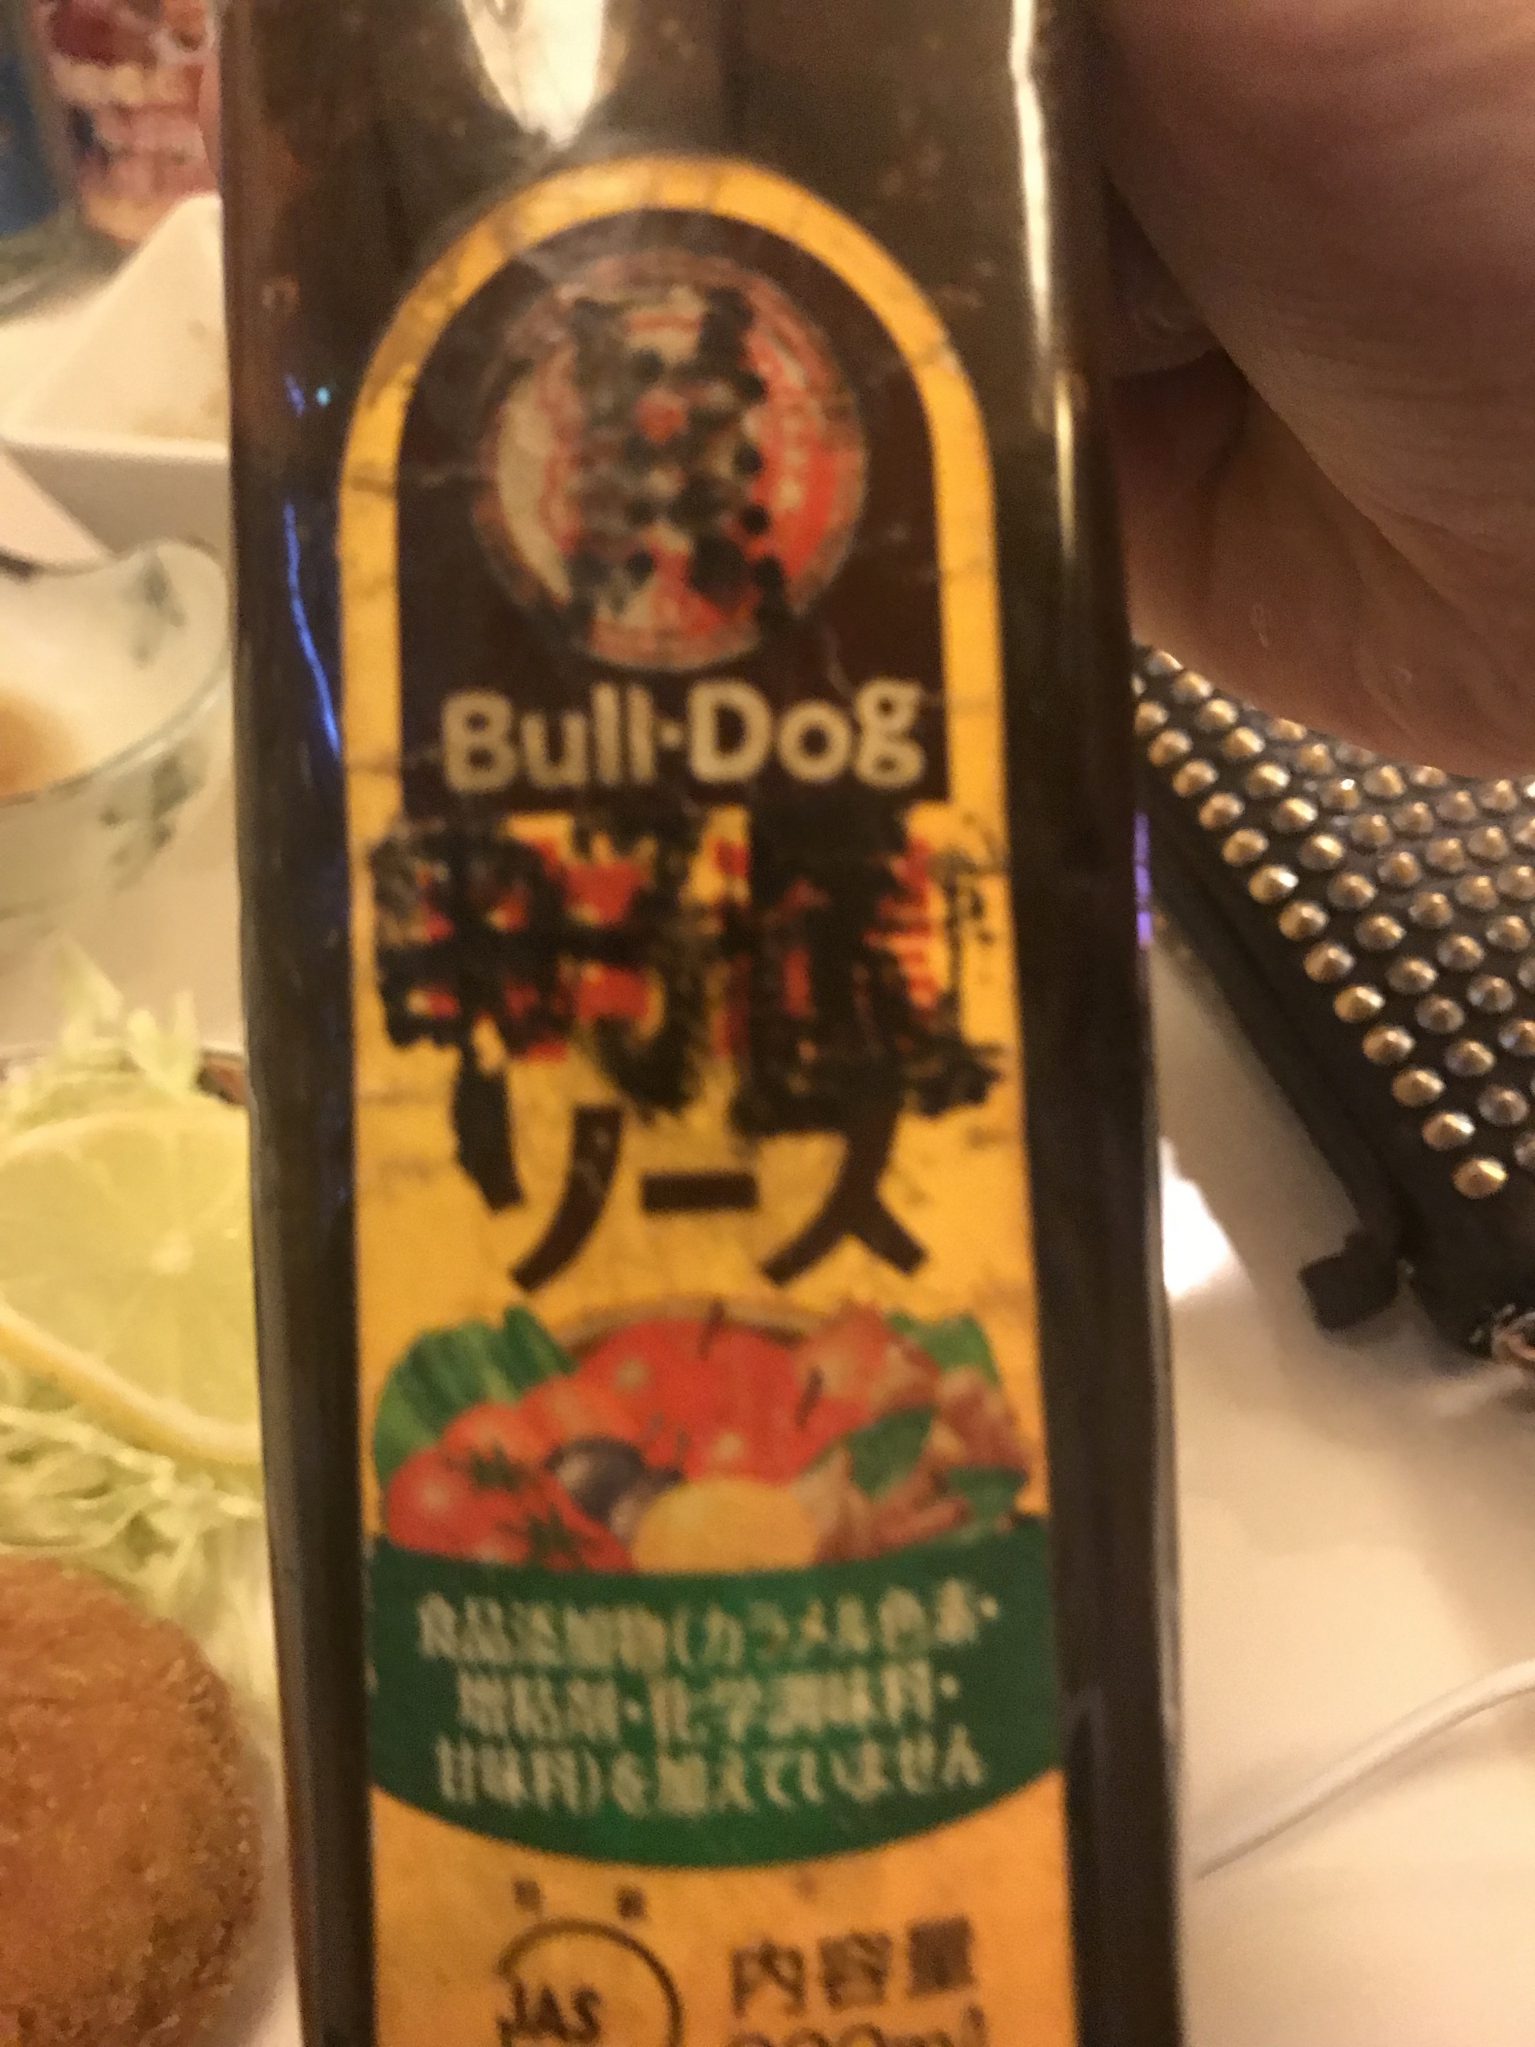 Bull-Dog
ソース
食品添加物(カラメル色素・
増粘剤・化学調味料・
甘味料)を加えていません
JAS
内容量